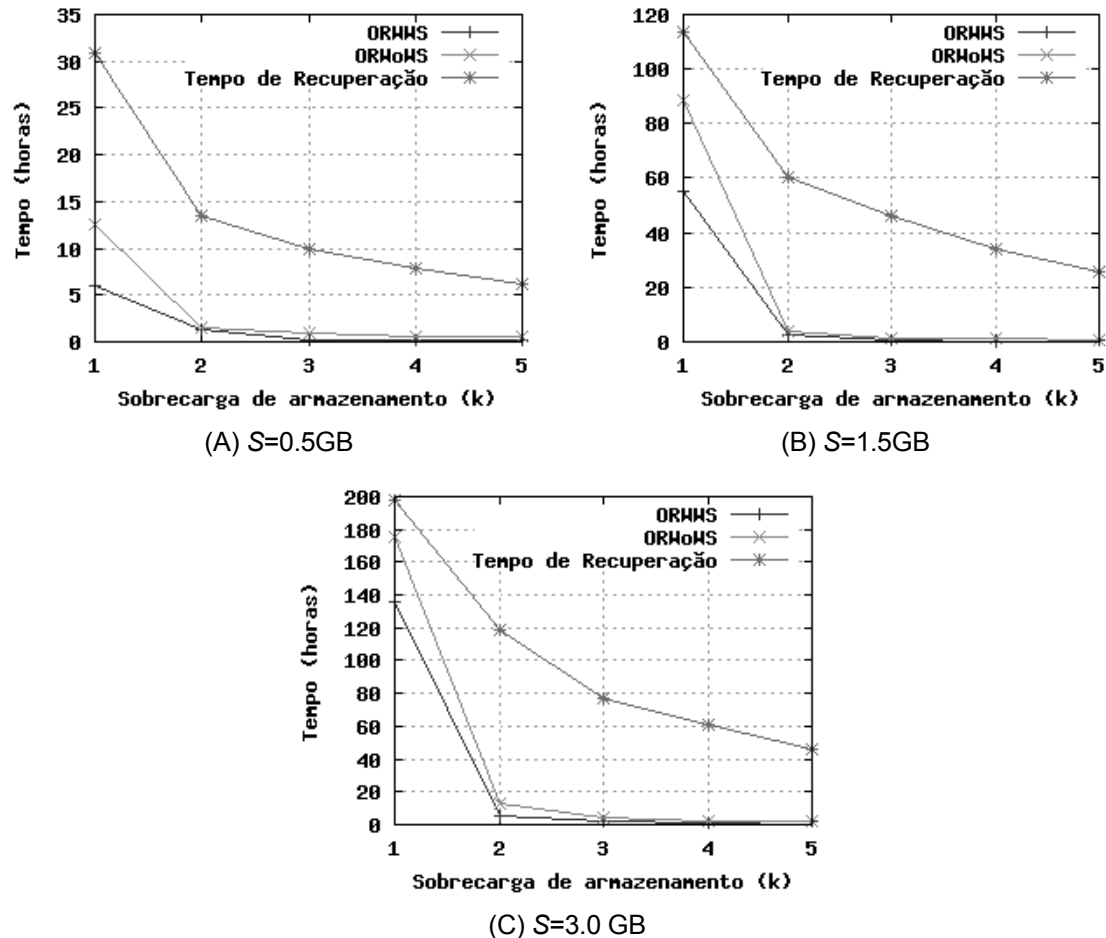 35
30
25
20
15
10
5
0
Tempo (horas)
ORWWS
ORWoWS
Tempo de Recuperação
1 2 3 4 5
Sobrecarga de armazenamento (k)
(A) S=0.5GB
120
100
80
60
40
20
0
Tempo (horas)
ORWWS
ORWoWS
Tempo de Recuperação
1 2 3 4 5
Sobrecarga de armazenamento (k)
(B) S=1.5GB
200
180
160
140
120
100
80
60
40
20
0
Tempo (horas)
ORWWS
ORWoWS
Tempo de Recuperação
1 2 3 4 5
Sobrecarga de armazenamento (k)
(C) S=3.0 GB